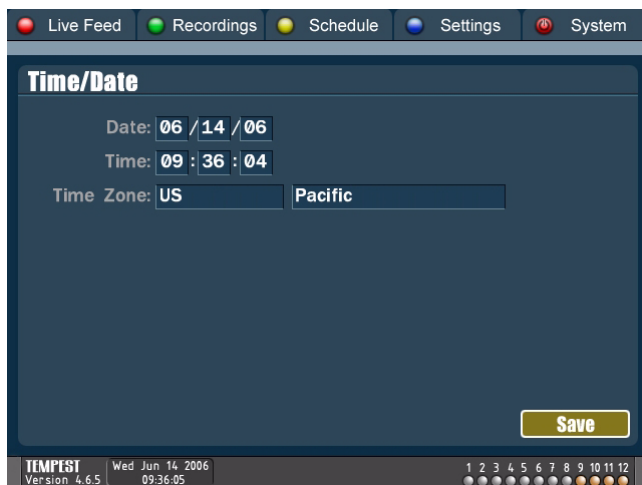 Live Feed Recordings Schedule Settings System
Time/Date
Date: 06 /14 /06
Time: 09 : 36 : 04
Time Zone: US Pacific
Save
TEMPEST Wed Jun 14 2006 1 2 3 4 5 6 7 8 9 10 11 12
Version 4.6.5 09:36:05